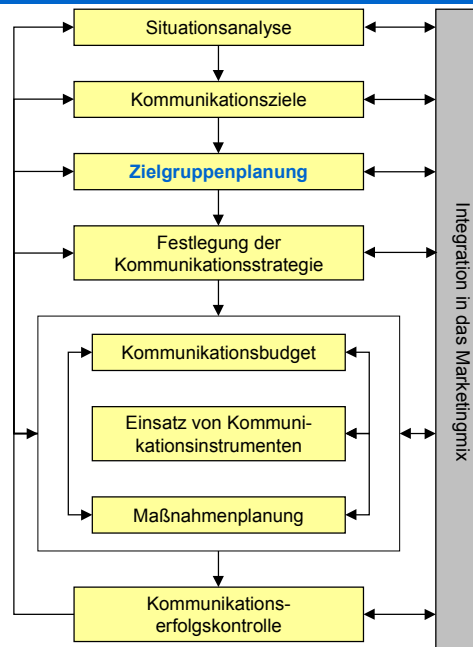 Situationsanalyse
Kommunikationsziele
Zielgruppenplanung
Festlegung der
Kommunikationsstrategie
Kommunikationsbudget
Einsatz von Kommuni-
kationsinstrumenten
Maßnahmenplanung
Kommunikations-
erfolgskontrolle
Integration in das Marketingmix